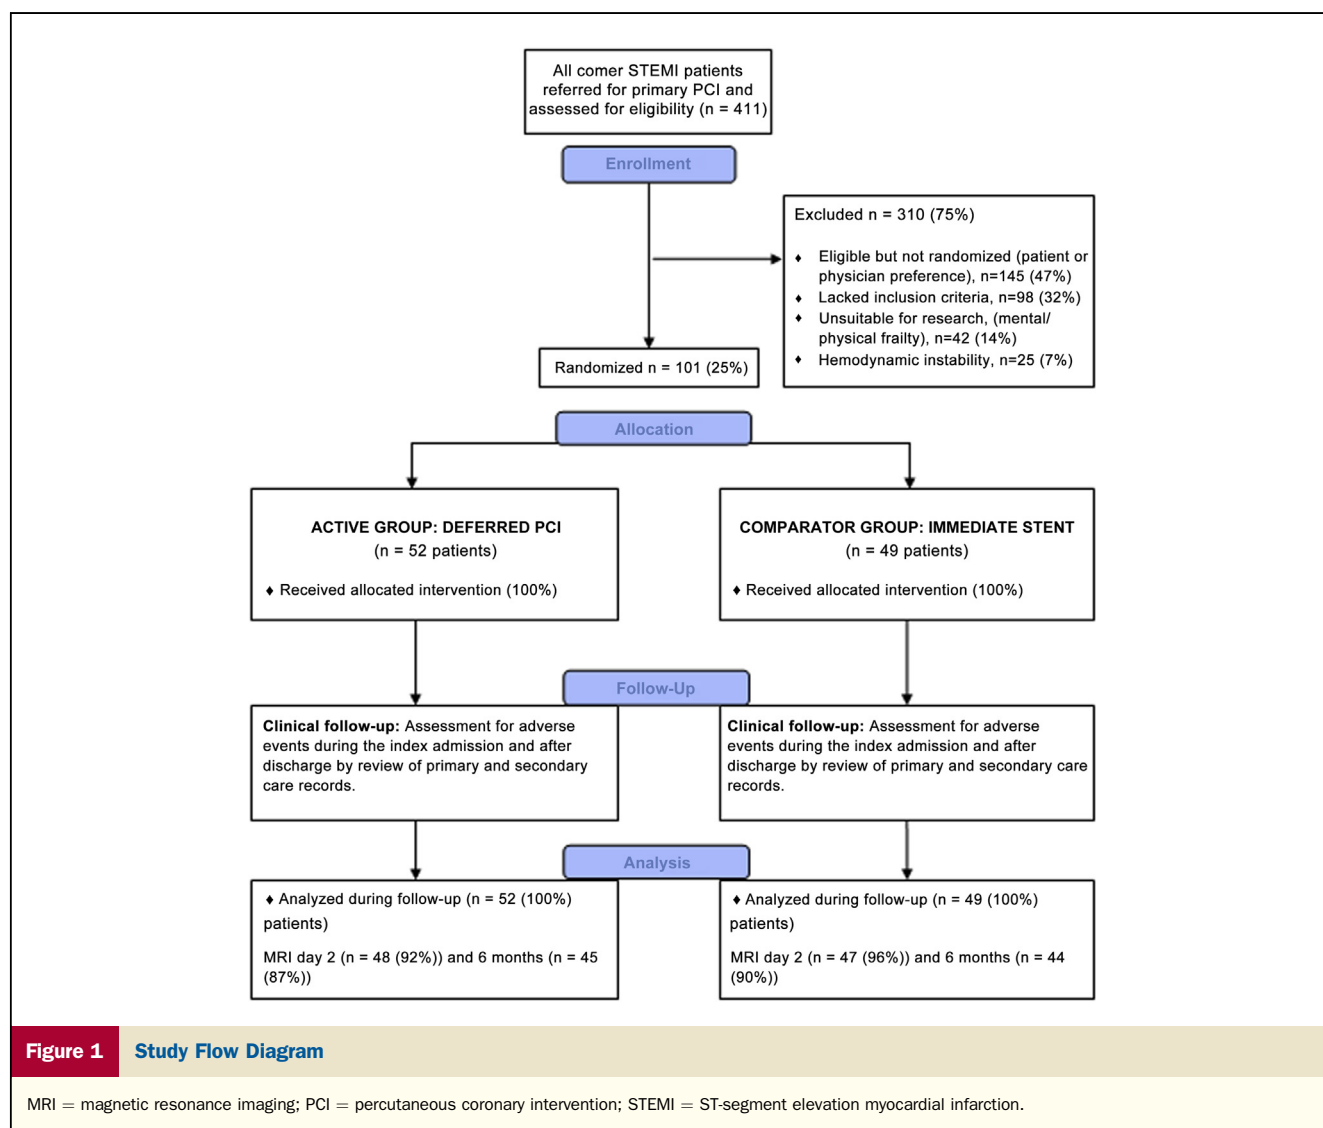 All comer STEMI patients
referred for primary PCI and
assessed for eligibility (n = 411)
Enrollment
Excluded n = 310 (75%)
♦ Eligible but not randomized (patient or
physician preference), n=145 (47%)
♦ Lacked inclusion criteria, n=98 (32%)
♦ Unsuitable for research, (mental/
physical frailty), n=42 (14%)
♦ Hemodynamic instability, n=25 (7%)
Randomized n = 101 (25%)
Allocation
ACTIVE GROUP: DEFERRED PCI
(n = 52 patients)
♦ Received allocated intervention (100%)
COMPARATOR GROUP: IMMEDIATE STENT
(n = 49 patients)
♦ Received allocated intervention (100%)
Follow-Up
Clinical follow-up: Assessment for adverse
events during the index admission and after
discharge by review of primary and secondary
care records.
Clinical follow-up: Assessment for adverse
events during the index admission and after
discharge by review of primary and secondary care
records.
Analysis
♦ Analyzed during follow-up (n = 52 (100%)
patients)
MRI day 2 (n = 48 (92%)) and 6 months (n = 45
(87%))
♦ Analyzed during follow-up (n = 49 (100%)
patients)
MRI day 2 (n = 47 (96%)) and 6 months (n = 44
(90%))
Figure 1 Study Flow Diagram
MRI = magnetic resonance imaging; PCI = percutaneous coronary intervention; STEMI = ST-segment elevation myocardial infarction.